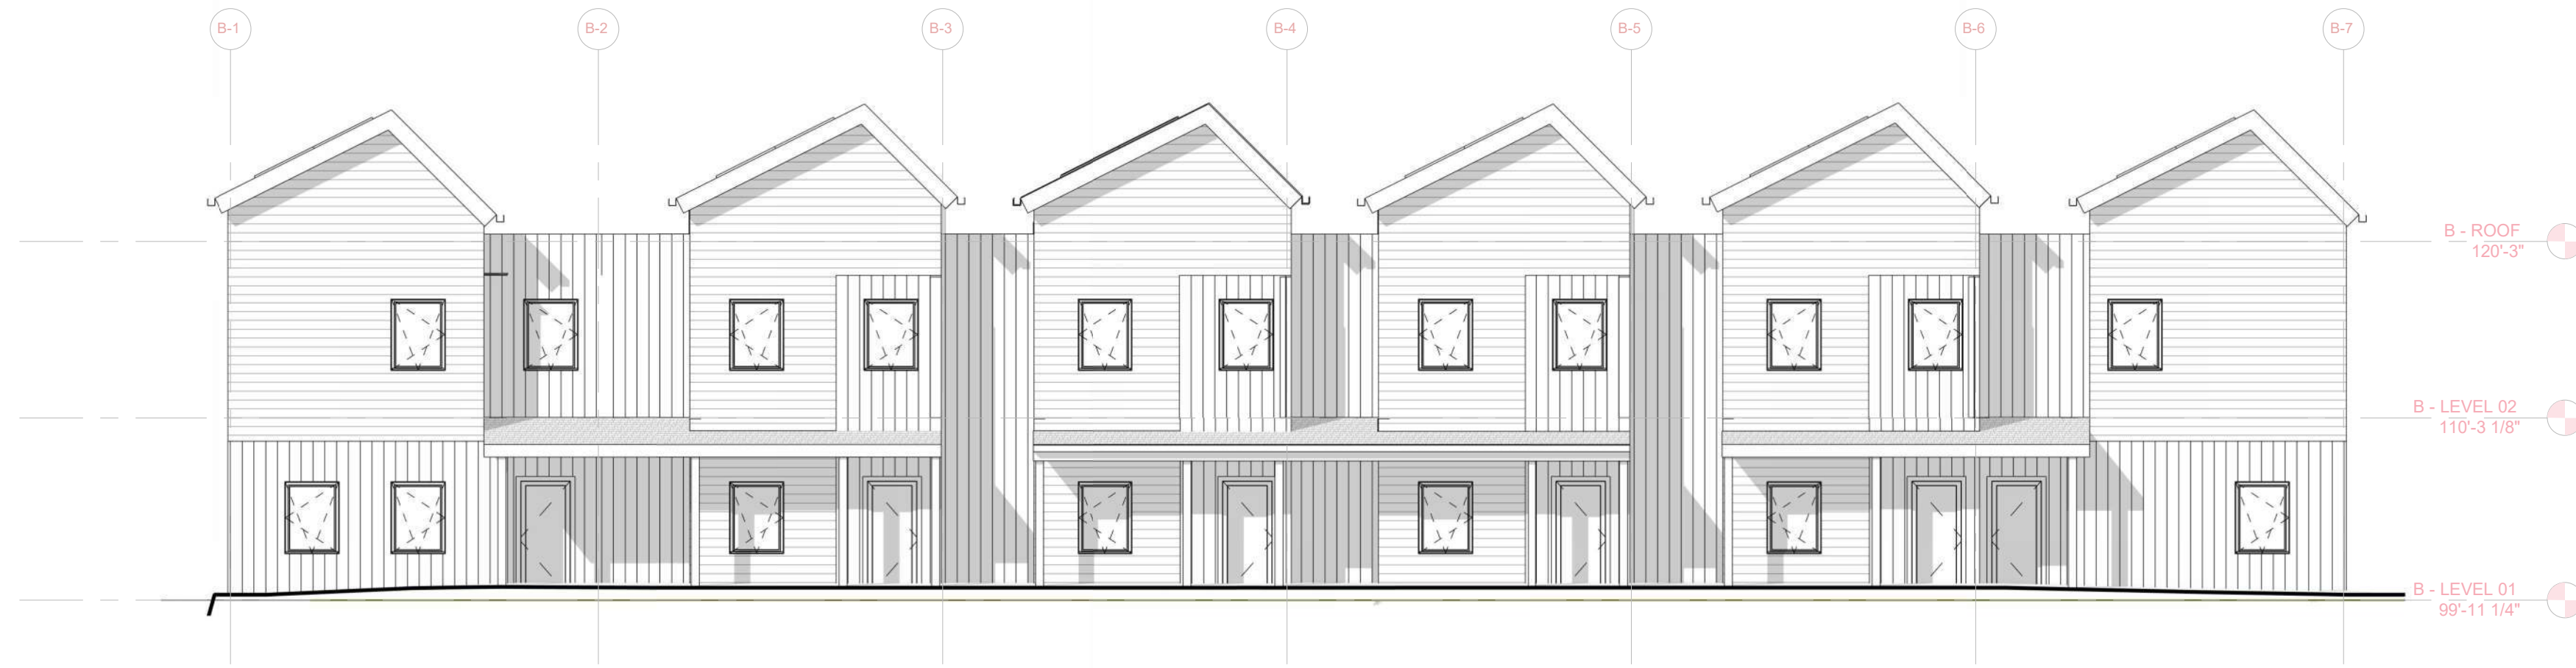 B-1
B-2
B-3
B-4
B-5
B-6
B-7
B - ROOF
120'-3"
B - LEVEL 02
110'-3 1/8"
B - LEVEL 01
99'-11 1/4"